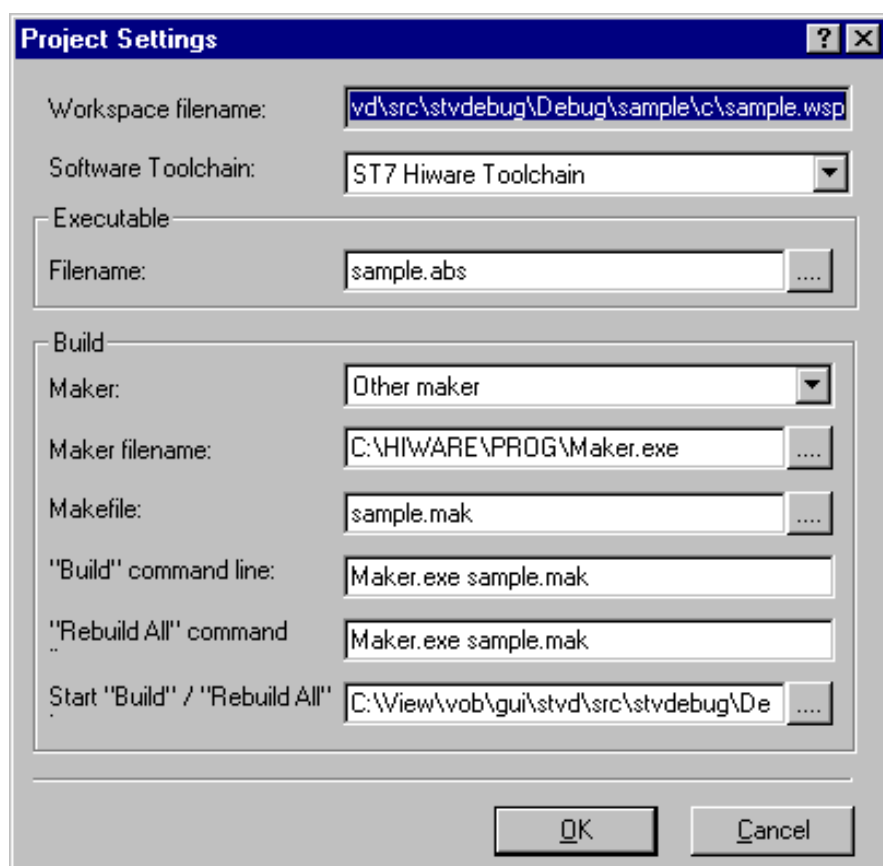 Project Settings
Workspace filename: vd\src\stvdebug\Debug\sample\c\sample.wsp
Software Toolchain: ST7 Hiware Toolchain
Executable
Filename: sample.abs ....
Build
Maker: Other maker
Maker filename: C:\HIWARE\PROG\Maker.exe ....
Makefile: sample.mak ....
"Build" command line: Maker.exe sample.mak
"Rebuild All" command Maker.exe sample.mak
Start "Build" / "Rebuild All" C:\View\vob\gui\stvd\src\stvdebug\De ....
OK Cancel